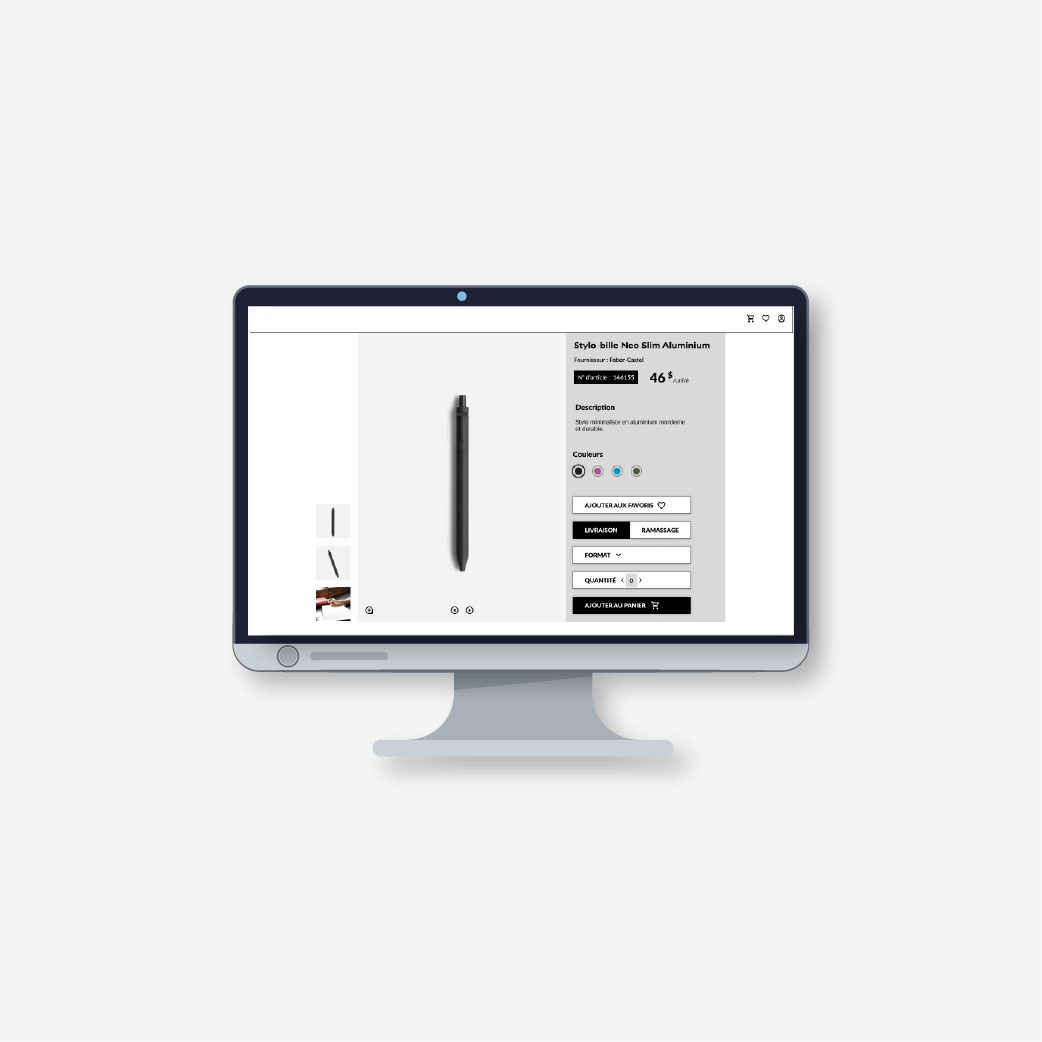 Stylo-bille Neo Slim Aluminium
Fournisseur : Faber-Castel
N° d'article : 146155
46 $ /unité
Description
Stylo minimaliste en aluminium morderne
et durable.
Couleurs
AJOUTER AUX FAVORIS
LIVRAISON RAMASSAGE
FORMAT
QUANTITÉ 0
AJOUTER AU PANIER